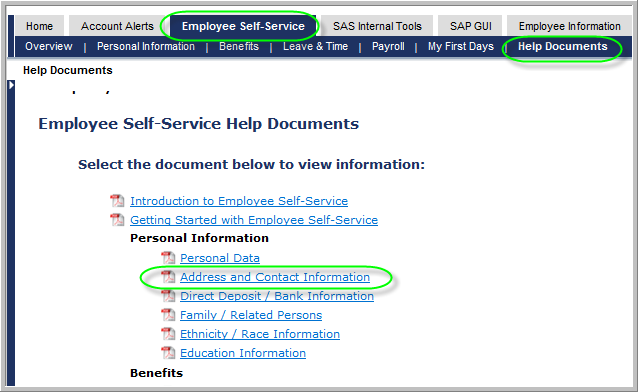 Home Account Alerts Employee Self-Service SAS Internal Tools SAP GUI Employee Information
Overview | Personal Information | Benefits | Leave & Time | Payroll | My First Days | Help Documents
Help Documents
Employee Self-Service Help Documents
Select the document below to view information:
Introduction to Employee Self-Service
Getting Started with Employee Self-Service
Personal Information
Personal Data
Address and Contact Information
Direct Deposit / Bank Information
Family / Related Persons
Ethnicity / Race Information
Education Information
Benefits